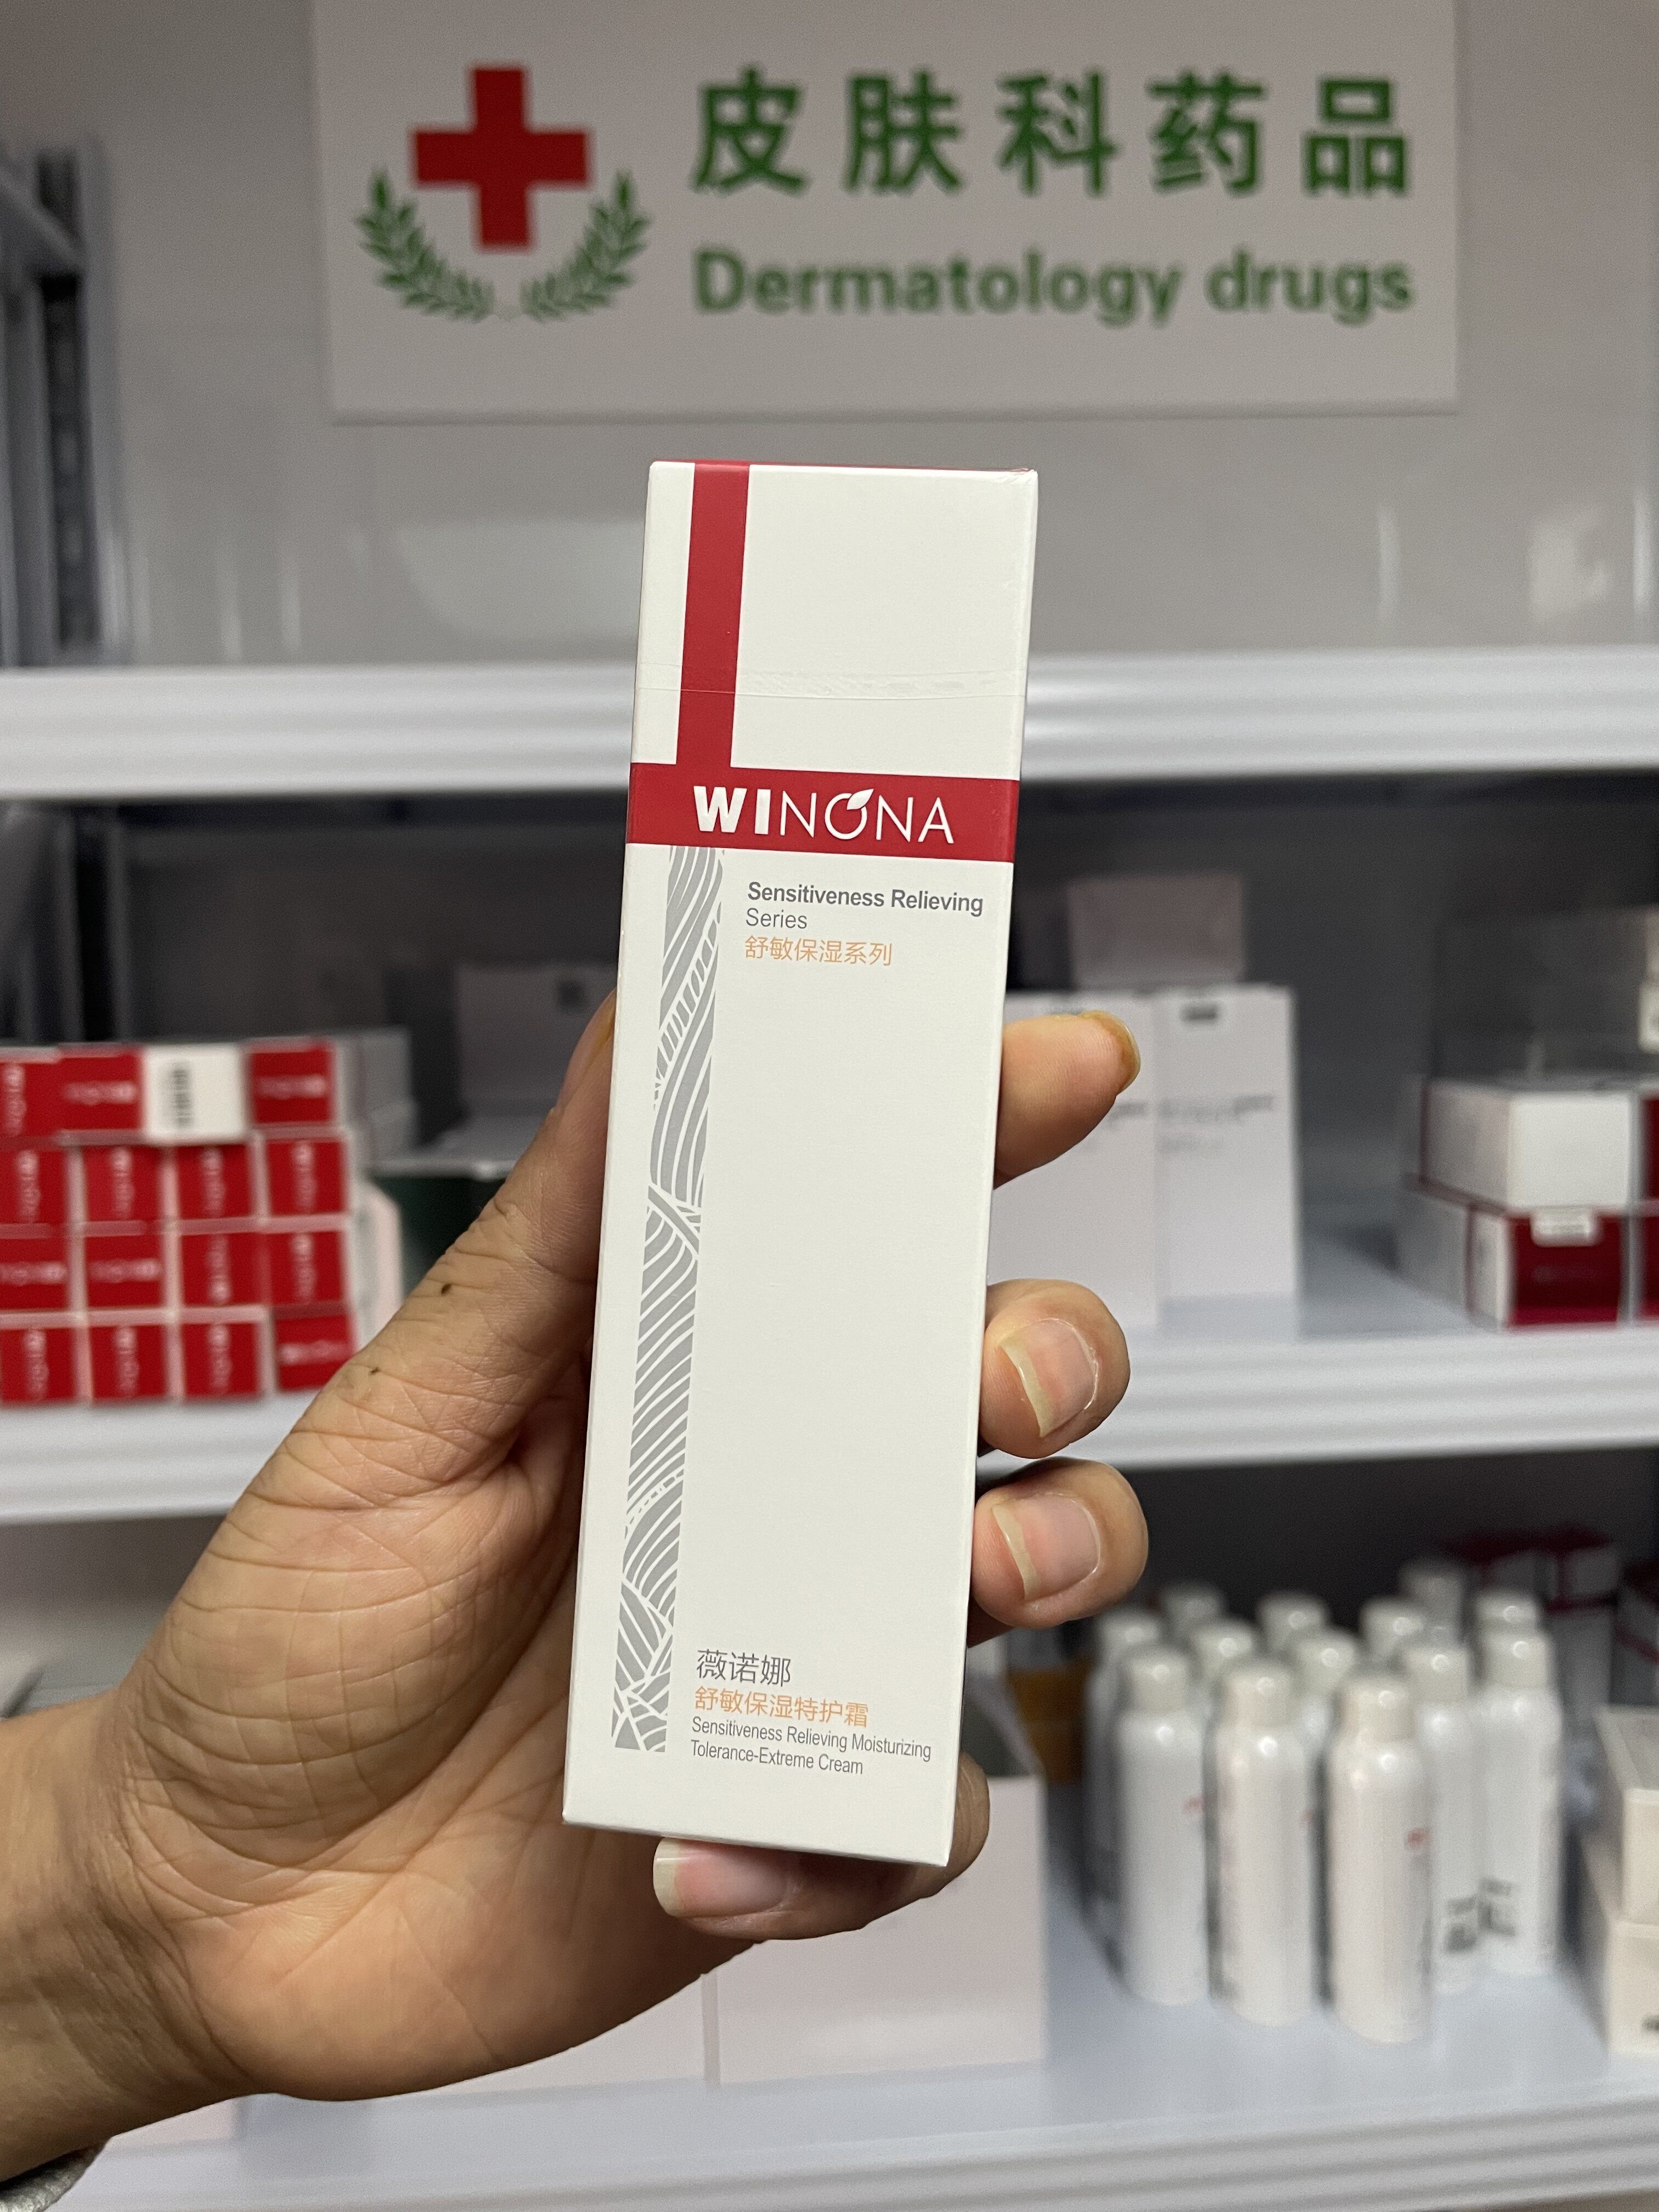 皮肤科药品
Dermatology drugs
WINONA
Sensitiveness Relieving
Series
舒敏保湿系列
薇诺娜
舒敏保湿特护霜
Sensitiveness Relieving Moisturizing
Tolerance-Extreme Cream